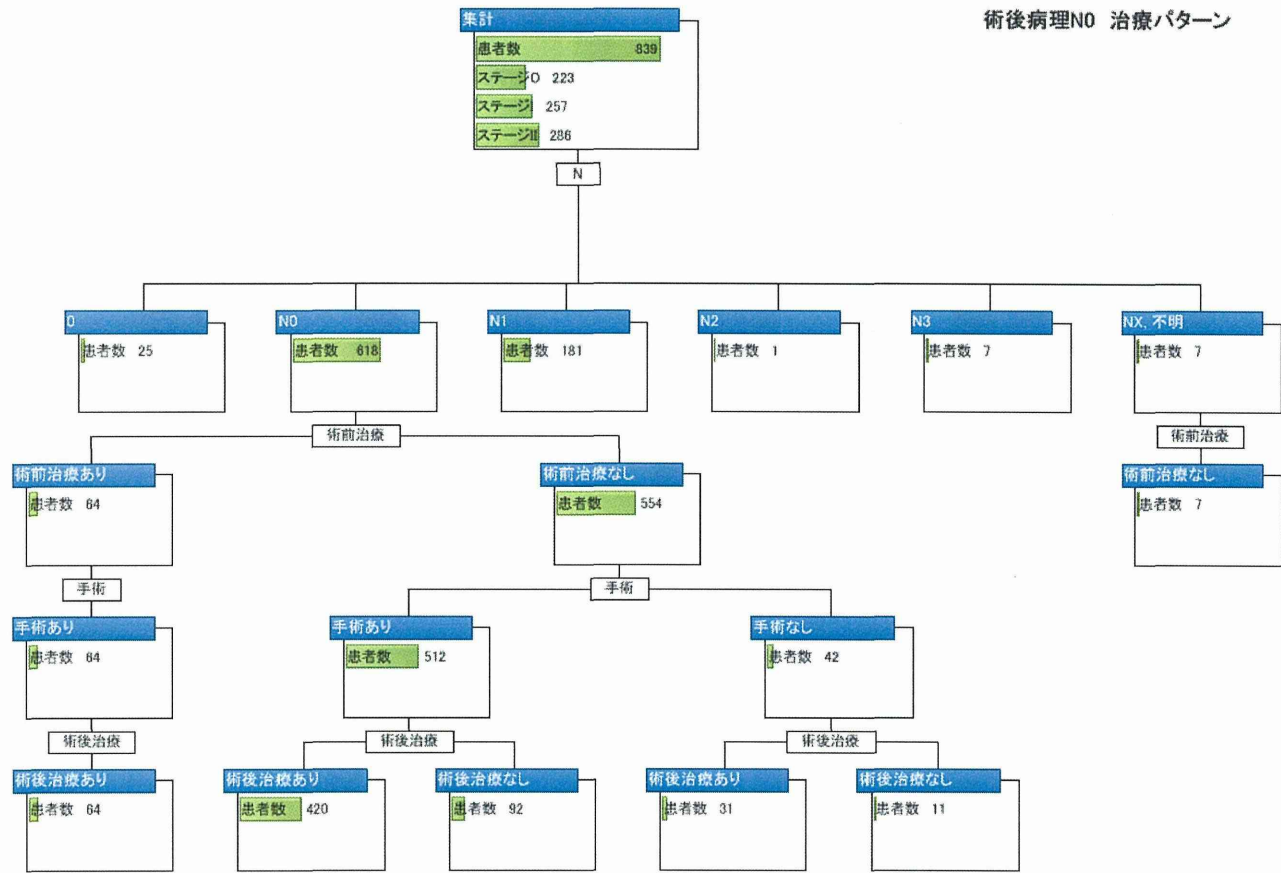 術後病理N0 治療パターン
集計
患者数 839
ステージ0 223
ステージI 257
ステージII 286
N
0
患者数 25
N0
患者数 618
N1
患者数 181
N2
患者数 1
N3
患者数 7
NX, 不明
患者数 7
術前治療
術前治療
術前治療あり
患者数 64
術前治療なし
患者数 554
術前治療なし
患者数 7
手術
手術
手術あり
患者数 64
手術あり
患者数 512
手術なし
患者数 42
術後治療
術後治療
術後治療
術後治療あり
患者数 64
術後治療あり
患者数 420
術後治療なし
患者数 92
術後治療あり
患者数 31
術後治療なし
患者数 11